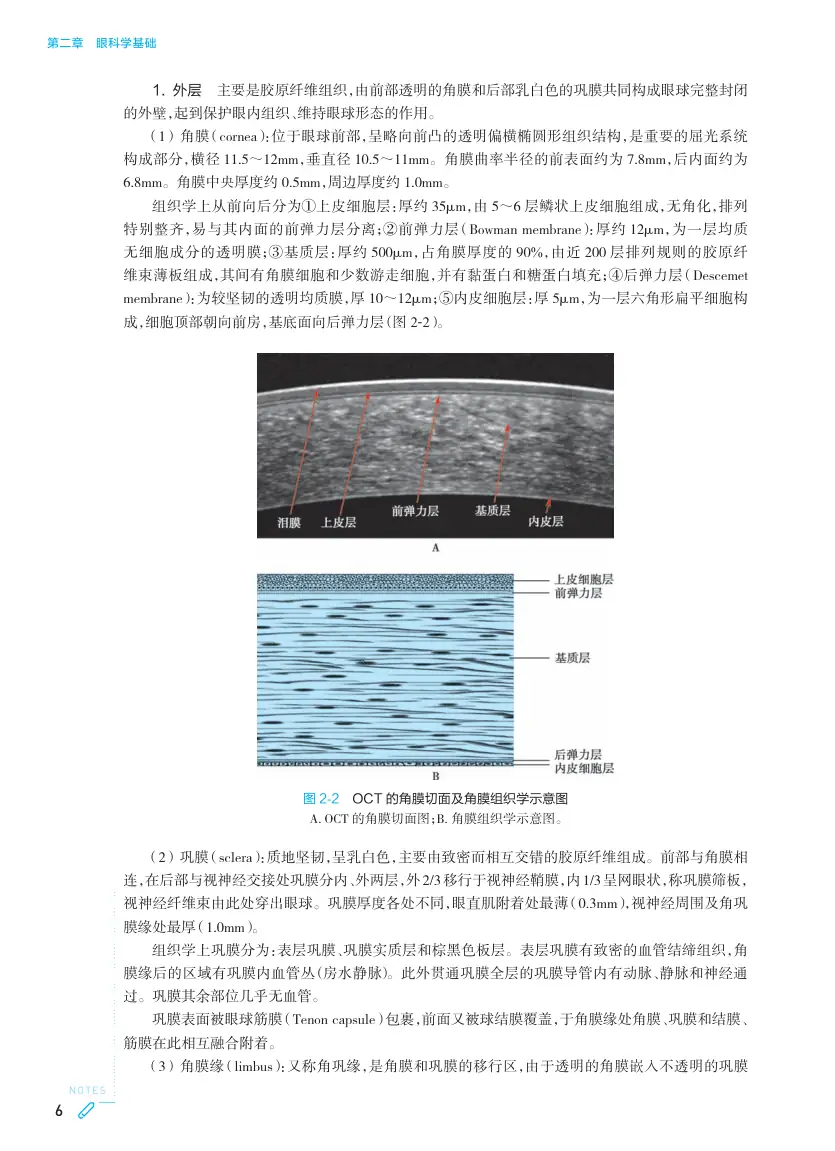 第二章 眼科学基础
1. 外层 主要是胶原纤维组织,由前部透明的角膜和后部乳白色的巩膜共同构成眼球完整封闭
的外壁,起到保护眼内组织、维持眼球形态的作用。
(1)角膜(cornea):位于眼球前部,呈略向前凸的透明偏横椭圆形组织结构,是重要的屈光系统
构成部分,横径 11.5～12mm,垂直径 10.5～11mm。角膜曲率半径的前表面约为 7.8mm,后内面约为
6.8mm。角膜中央厚度约 0.5mm,周边厚度约 1.0mm。
组织学上从前向后分为①上皮细胞层:厚约 35μm,由 5～6 层鳞状上皮细胞组成,无角化,排列
特别整齐,易与其内面的前弹力层分离;②前弹力层(Bowman membrane):厚约 12μm,为一层均质
无细胞成分的透明膜;③基质层:厚约 500μm,占角膜厚度的 90%,由近 200 层排列规则的胶原纤
维束薄板组成,其间有角膜细胞和少数游走细胞,并有黏蛋白和糖蛋白填充;④后弹力层(Descemet
membrane):为较坚韧的透明均质膜,厚 10～12μm;⑤内皮细胞层:厚 5μm,为一层六角形扁平细胞构
成,细胞顶部朝向前房,基底面向后弹力层(图 2-2)。
泪膜 上皮层 前弹力层 基质层 内皮层
A
上皮细胞层
前弹力层
基质层
后弹力层
内皮细胞层
B
图 2-2 OCT 的角膜切面及角膜组织学示意图
A. OCT 的角膜切面图;B. 角膜组织学示意图。
(2)巩膜(sclera):质地坚韧,呈乳白色,主要由致密而相互交错的胶原纤维组成。前部与角膜相
连,在后部与视神经交接处巩膜分内、外两层,外 2/3 移行于视神经鞘膜,内 1/3 呈网眼状,称巩膜筛板,
视神经纤维束由此处穿出眼球。巩膜厚度各处不同,眼直肌附着处最薄(0.3mm),视神经周围及角巩
膜缘处最厚(1.0mm)。
组织学上巩膜分为:表层巩膜、巩膜实质层和棕黑色板层。表层巩膜有致密的血管结缔组织,角
膜缘后的区域有巩膜内血管丛(房水静脉)。此外贯通巩膜全层的巩膜导管内有动脉、静脉和神经通
过。巩膜其余部位几乎无血管。
巩膜表面被眼球筋膜(Tenon capsule)包裹,前面又被球结膜覆盖,于角膜缘处角膜、巩膜和结膜、
筋膜在此相互融合附着。
(3)角膜缘(limbus):又称角巩缘,是角膜和巩膜的移行区,由于透明的角膜嵌入不透明的巩膜
NOTES
6